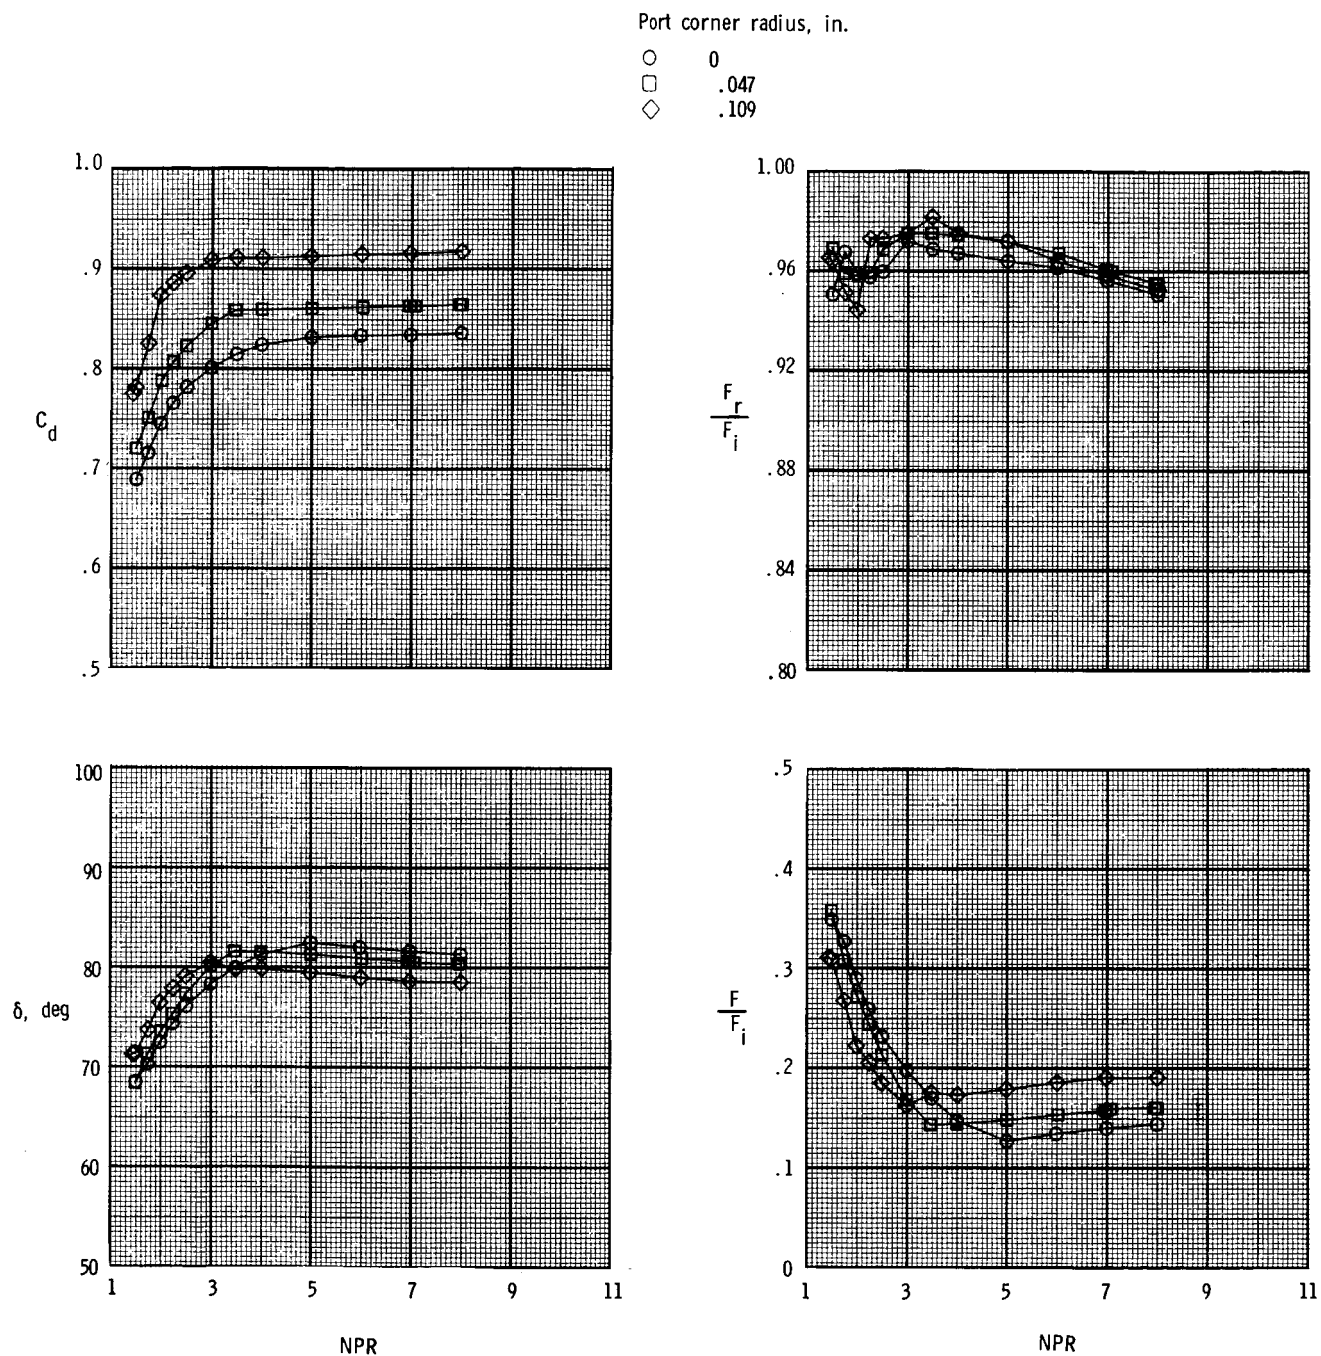 Port corner radius, in.
0
.047
.109
1.0
.9
.8
.7
.6
.5
C_d
1.00
.96
.92
.88
.84
.80
F_r
F_i
100
90
80
70
60
50
δ, deg
1 3 5 7 9 11
NPR
.5
.4
.3
.2
.1
0
F
F_i
1 3 5 7 9 11
NPR